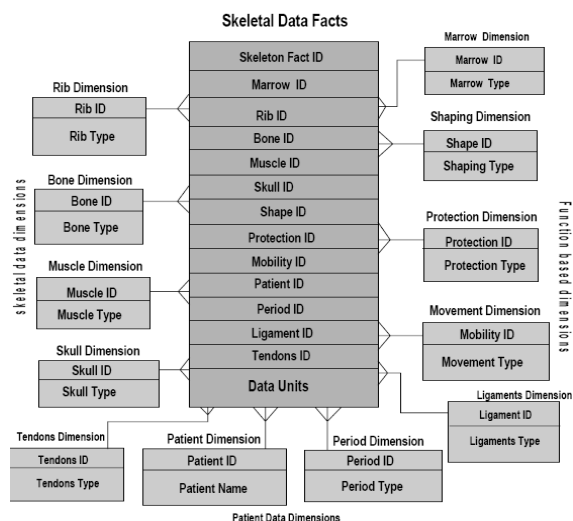 Skeletal Data Facts
Skeleton Fact ID
Marrow ID
Rib ID
Bone ID
Muscle ID
Skull ID
Shape ID
Protection ID
Mobility ID
Patient ID
Period ID
Ligament ID
Tendons ID
Data Units
skeletal data dimensions
Rib Dimension
Rib ID
Rib Type
Bone Dimension
Bone ID
Bone Type
Muscle Dimension
Muscle ID
Muscle Type
Skull Dimension
Skull ID
Skull Type
Tendons Dimension
Tendons ID
Tendons Type
Patient Dimension
Patient ID
Patient Name
Period Dimension
Period ID
Period Type
Patient Data Dimensions
Marrow Dimension
Marrow ID
Marrow Type
Shaping Dimension
Shape ID
Shaping Type
Protection Dimension
Protection ID
Protection Type
Movement Dimension
Mobility ID
Movement Type
Ligaments Dimension
Ligament ID
Ligaments Type
Function based dimensions